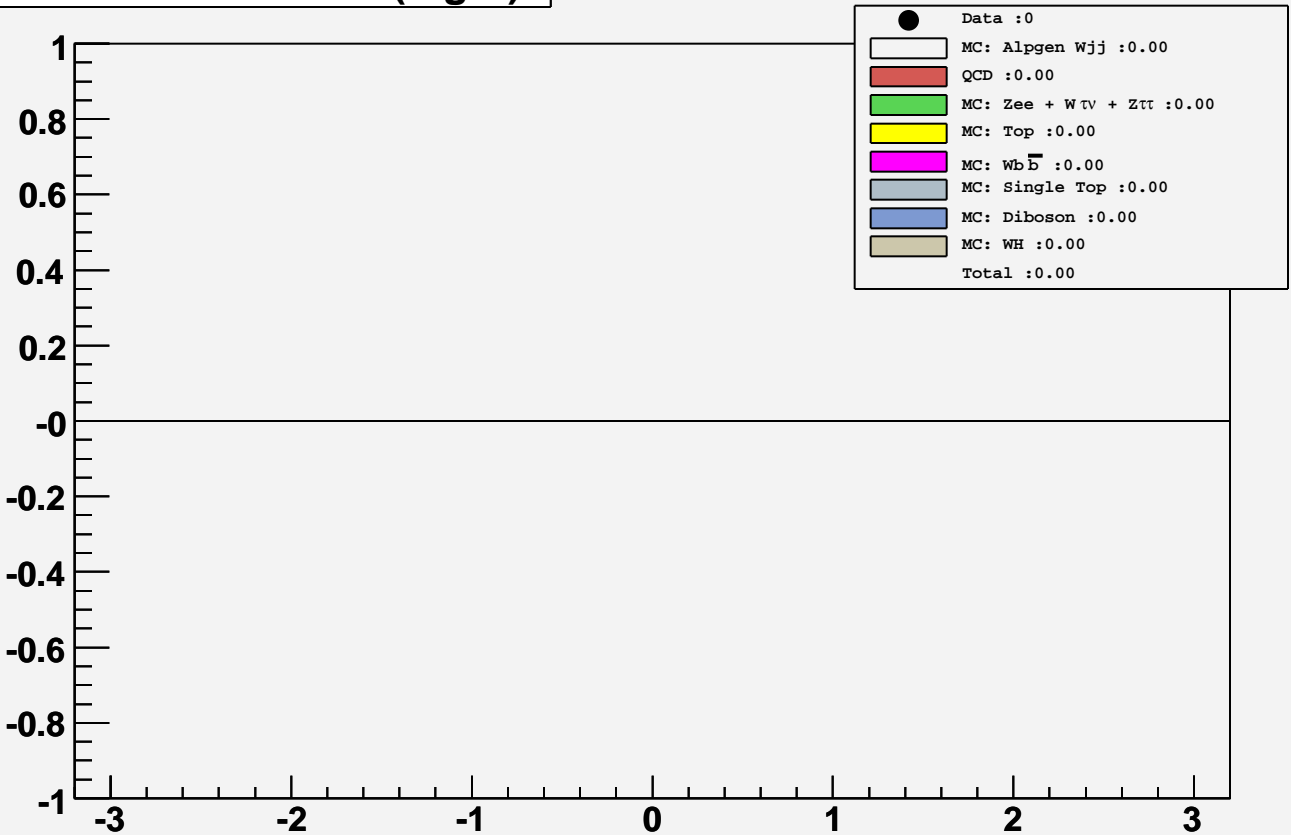 Data :0
MC: Alpgen Wjj :0.00
QCD :0.00
MC: Zee + Wτν + Zττ :0.00
MC: Top :0.00
MC: Wbb̅ :0.00
MC: Single Top :0.00
MC: Diboson :0.00
MC: WH :0.00
Total :0.00
1
0.8
0.6
0.4
0.2
-0
-0.2
-0.4
-0.6
-0.8
-1
-3 -2 -1 0 1 2 3